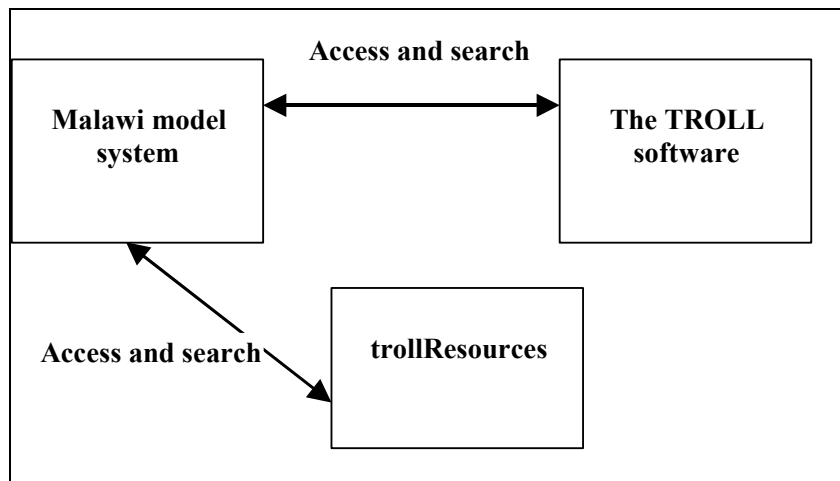 Access and search
Malawi model
system
The TROLL
software
Access and search
trollResources